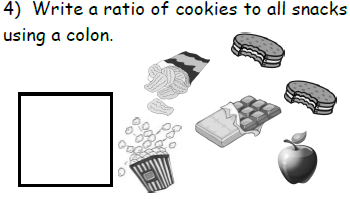 4) Write a ratio of cookies to all snacks
using a colon.